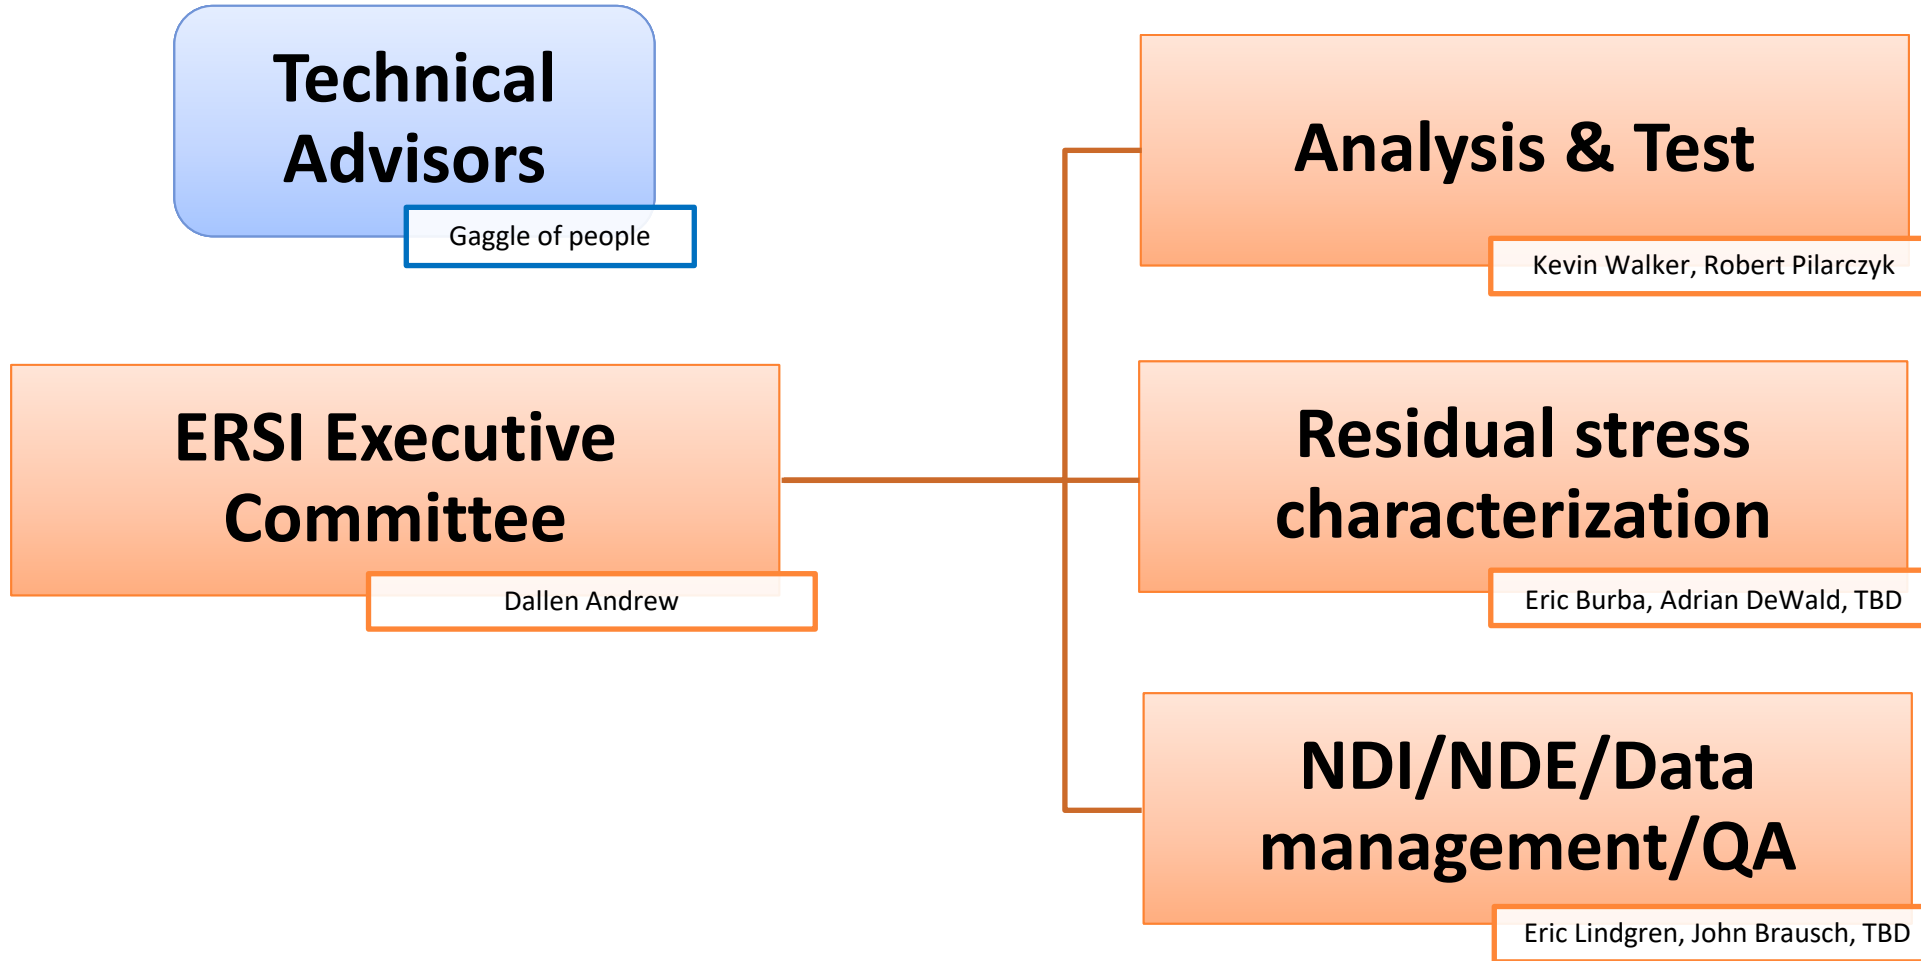 Technical
Advisors
Gaggle of people
ERSI Executive
Committee
Dallen Andrew
Analysis & Test
Kevin Walker, Robert Pilarczyk
Residual stress
characterization
Eric Burba, Adrian DeWald, TBD
NDI/NDE/Data
management/QA
Eric Lindgren, John Brausch, TBD